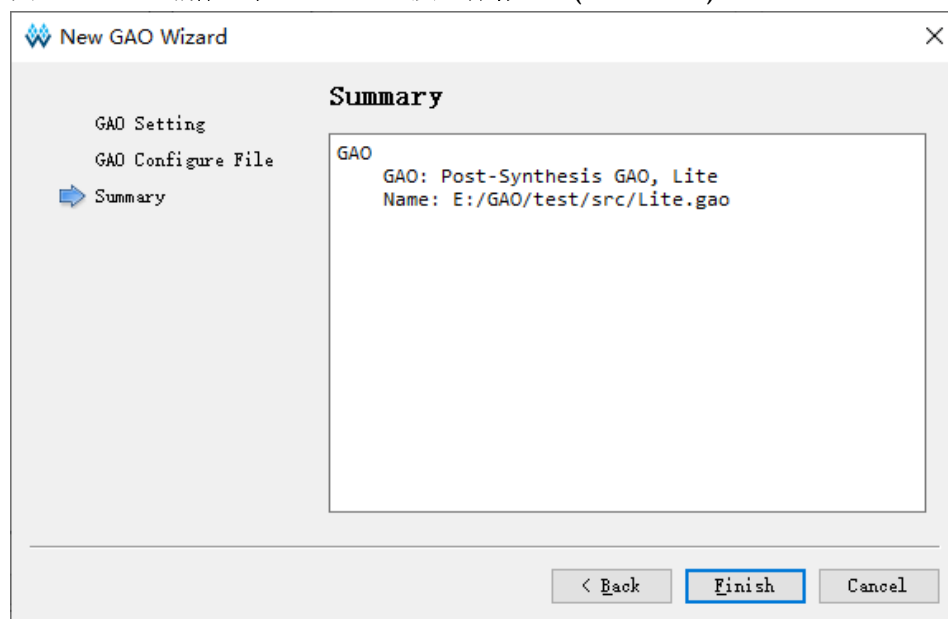 New GAO Wizard
GAO Setting
GAO Configure File
Summary
Summary
GAO
GAO: Post-Synthesis GAO, Lite
Name: E:/GAO/test/src/Lite.gao
< Back
Finish
Cancel